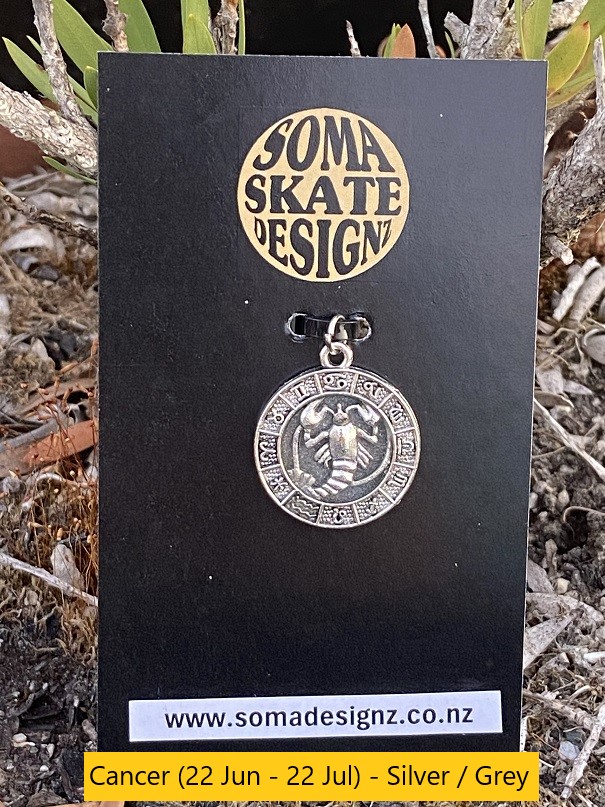 SOMA
SKATE
DESIGNZ
www.somadesignz.co.nz
Cancer (22 Jun - 22 Jul) - Silver / Grey